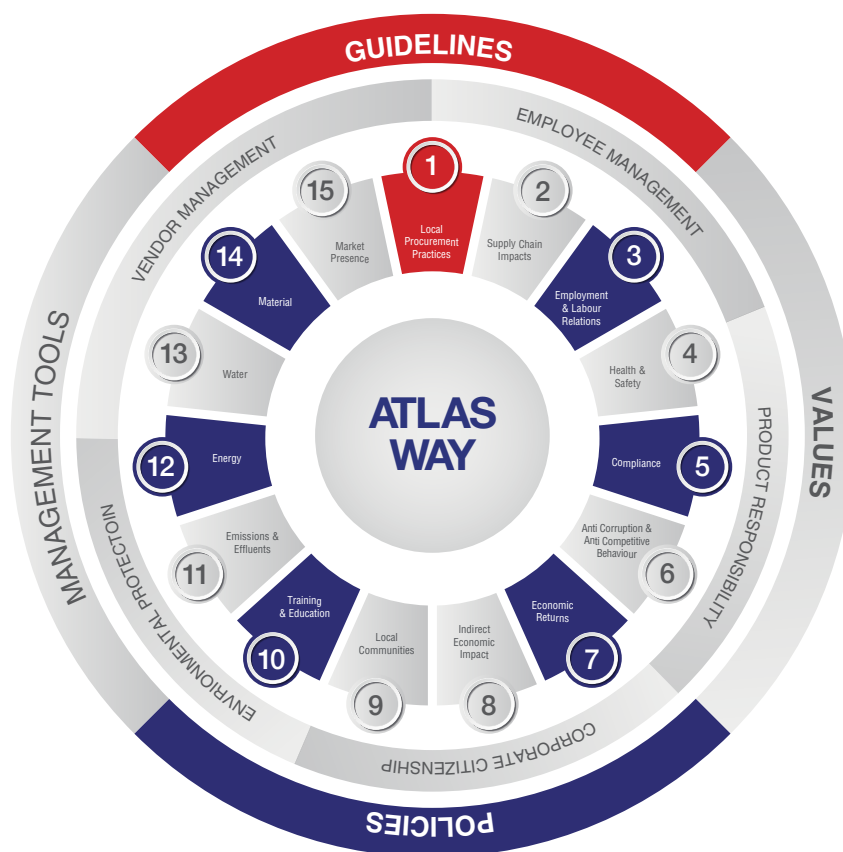 GUIDELINES
VALUES
POLICIES
MANAGEMENT TOOLS
EMPLOYEE MANAGEMENT
PRODUCT RESPONSIBILITY
CORPORATE CITIZENSHIP
ENVRIONMENTAL PROTECTOIN
VENDOR MANAGEMENT
1
Local
Procurement
Practices
2
Supply Chain
Impacts
3
Employment
& Labour
Relations
4
Health &
Safety
5
Compliance
6
Anti Corruption &
Anti Competitive
Behaviour
7
Economic
Returns
8
Indirect
Economic
Impact
9
Local
Communities
10
Training
& Education
11
Emissions &
Effluents
12
Energy
13
Water
14
Material
15
Market
Presence
ATLAS
WAY